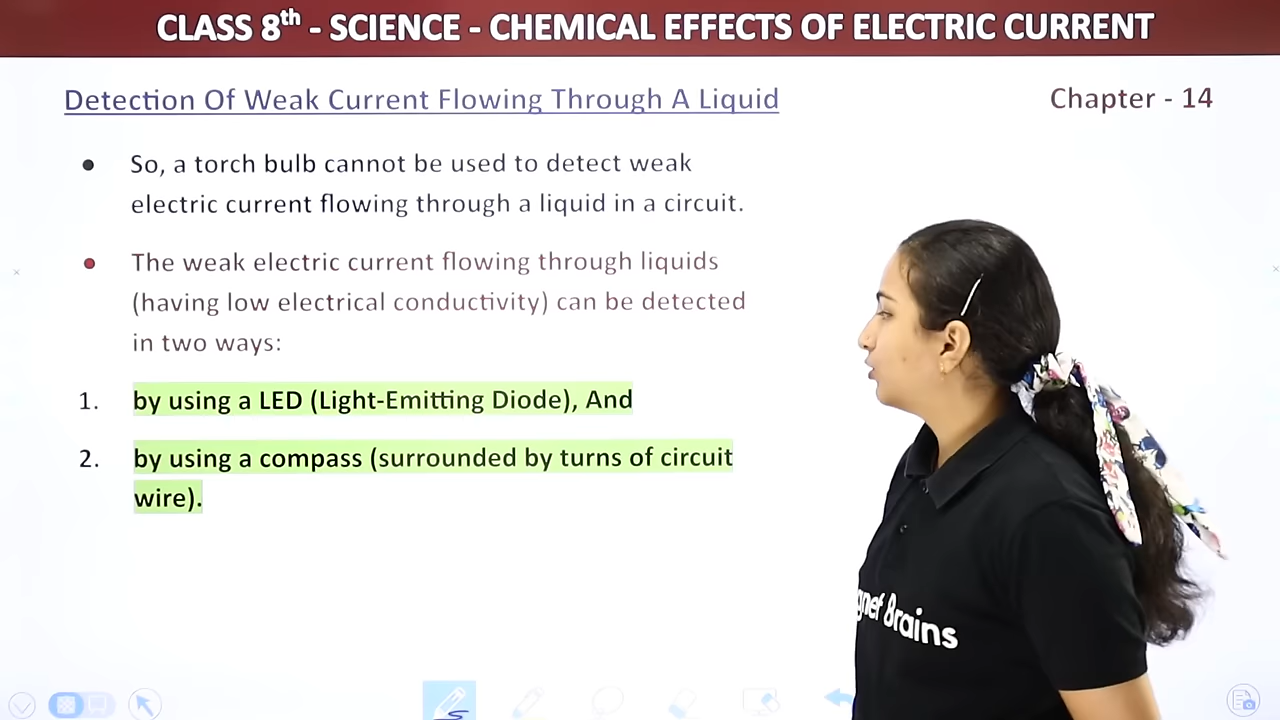 CLASS 8th - SCIENCE - CHEMICAL EFFECTS OF ELECTRIC CURRENT
Detection Of Weak Current Flowing Through A Liquid
Chapter - 14
• So, a torch bulb cannot be used to detect weak
electric current flowing through a liquid in a circuit.
• The weak electric current flowing through liquids
(having low electrical conductivity) can be detected
in two ways:
1. by using a LED (Light-Emitting Diode), And
2. by using a compass (surrounded by turns of circuit
wire).
gnet Brains